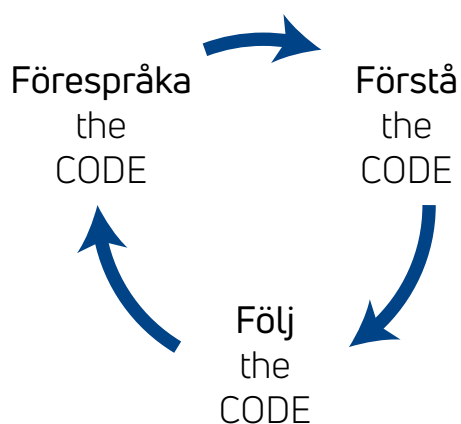 Förespråka
the
CODE
Förstå
the
CODE
Följ
the
CODE